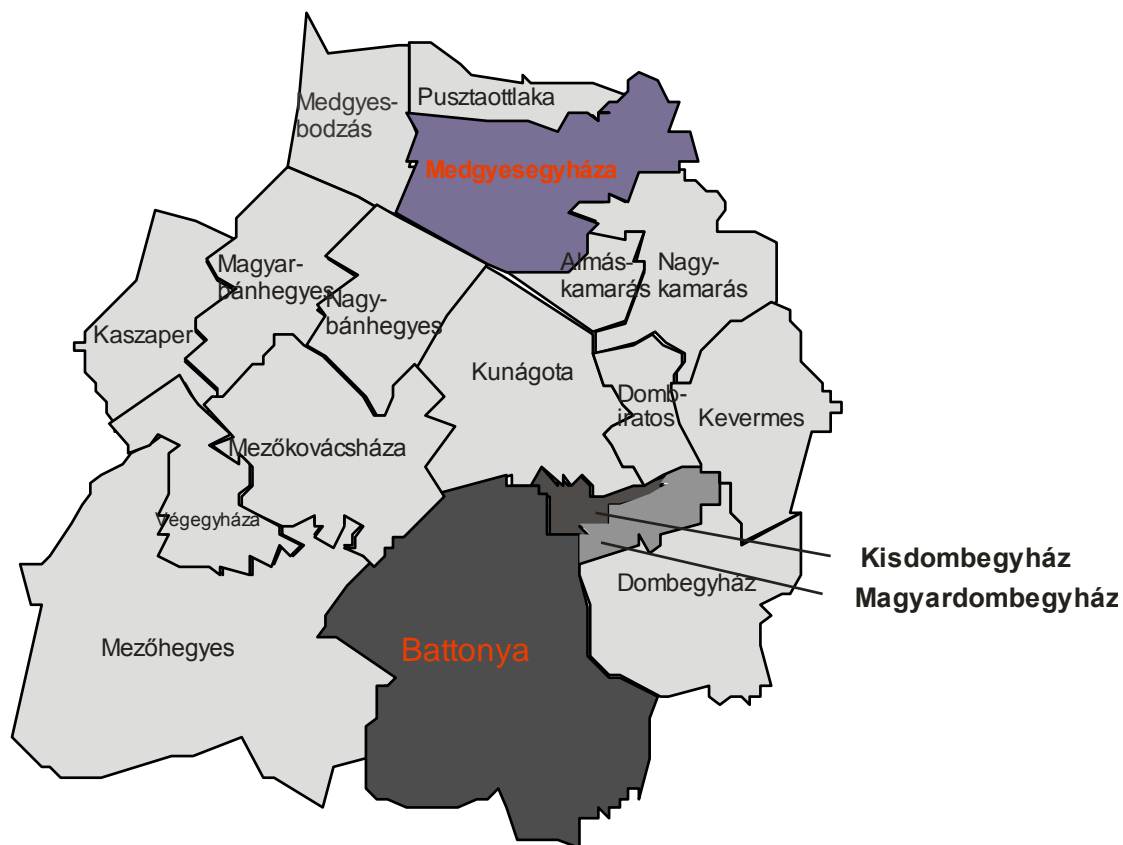 Pusztaottlaka
Medgyes-
bodzás
Medgyesegyháza
Magyar-
bánhegyes
Almás-
kamarás
Nagy-
kamarás
Nagy-
bánhegyes
Kaszaper
Kunágota
Domb-
iratos
Kevermes
Mezőkovácsháza
Végegyháza
Kisdombegyház
Dombegyház
Magyardombegyház
Mezőhegyes
Battonya